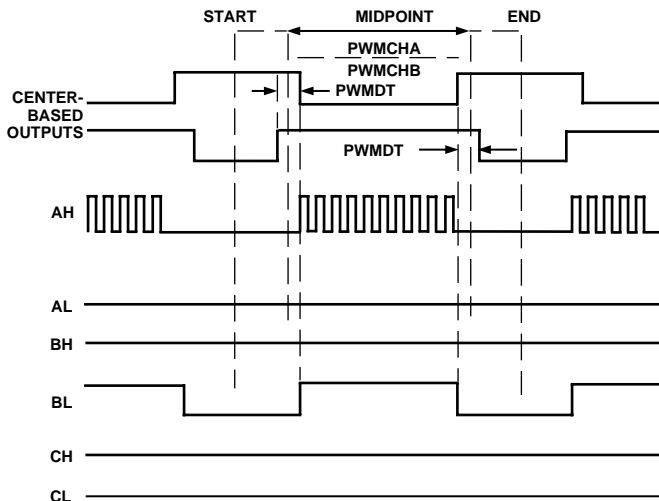 START MIDPOINT END
PWMCHA
PWMCHB
PWMDT
CENTER-
BASED
OUTPUTS
PWMDT
AH
AL
BH
BL
CH
CL